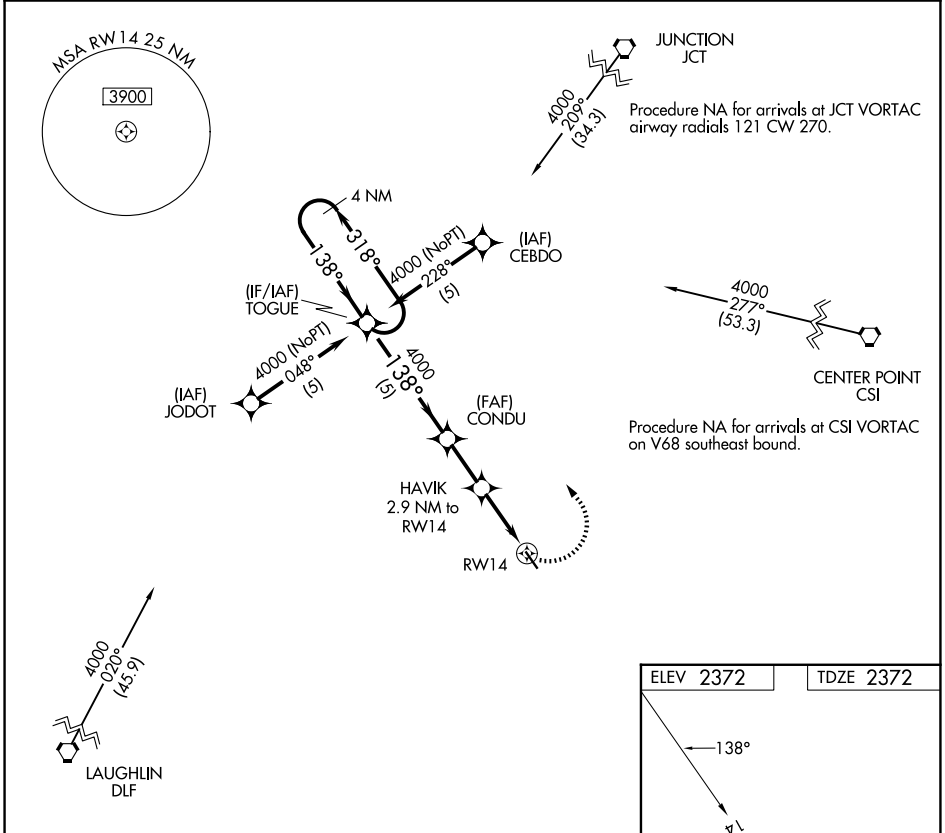 MSA RW14 25 NM
3900
JUNCTION
JCT
4000
209°
(34.3)
Procedure NA for arrivals at JCT VORTAC
airway radials 121 CW 270.
4 NM
318°
138°
4000 (NoPT)
228°
(5)
(IAF)
CEBDO
(IF/IAF)
TOGUE
4000 (NoPT)
048°
(5)
(IAF)
JODOT
4000
138°
(5)
(FAF)
CONDU
4000
277°
(53.3)
CENTER POINT
CSI
Procedure NA for arrivals at CSI VORTAC
on V68 southeast bound.
HAVIK
2.9 NM to
RW14
RW14
4000
020°
(45.9)
LAUGHLIN
DLF
ELEV 2372
TDZE 2372
138°
14